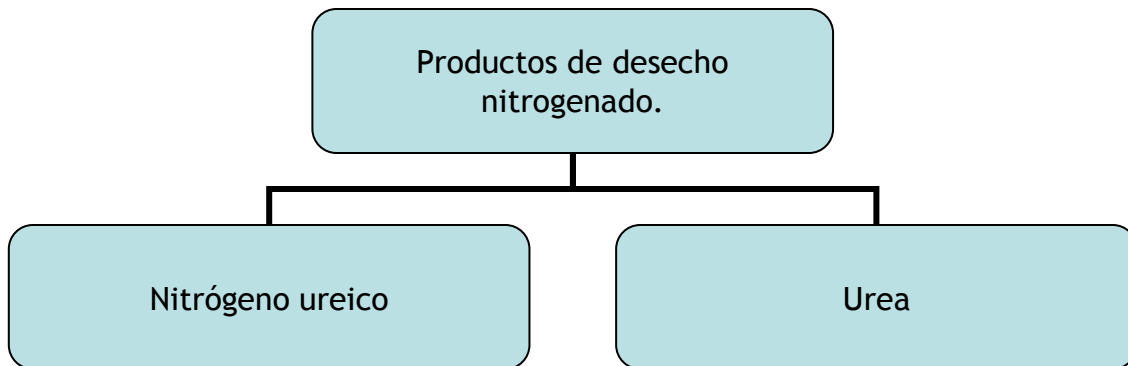 Productos de desecho
nitrogenado.
Nitrógeno ureico
Urea